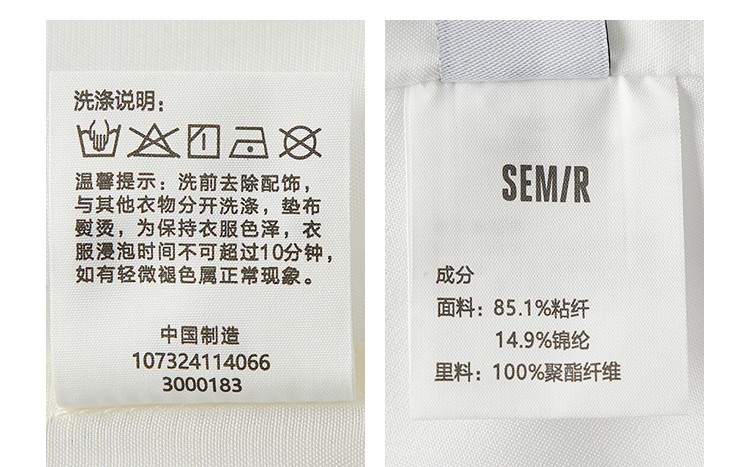 洗涤说明：
温馨提示：洗前去除配饰，
与其他衣物分开洗涤，垫布
熨烫，为保持衣服色泽，衣
服浸泡时间不可超过10分钟，
如有轻微褪色属正常现象。
中国制造
107324114066
3000183
SEM/R
成分
面料：85.1%粘纤
14.9%锦纶
里料：100%聚酯纤维